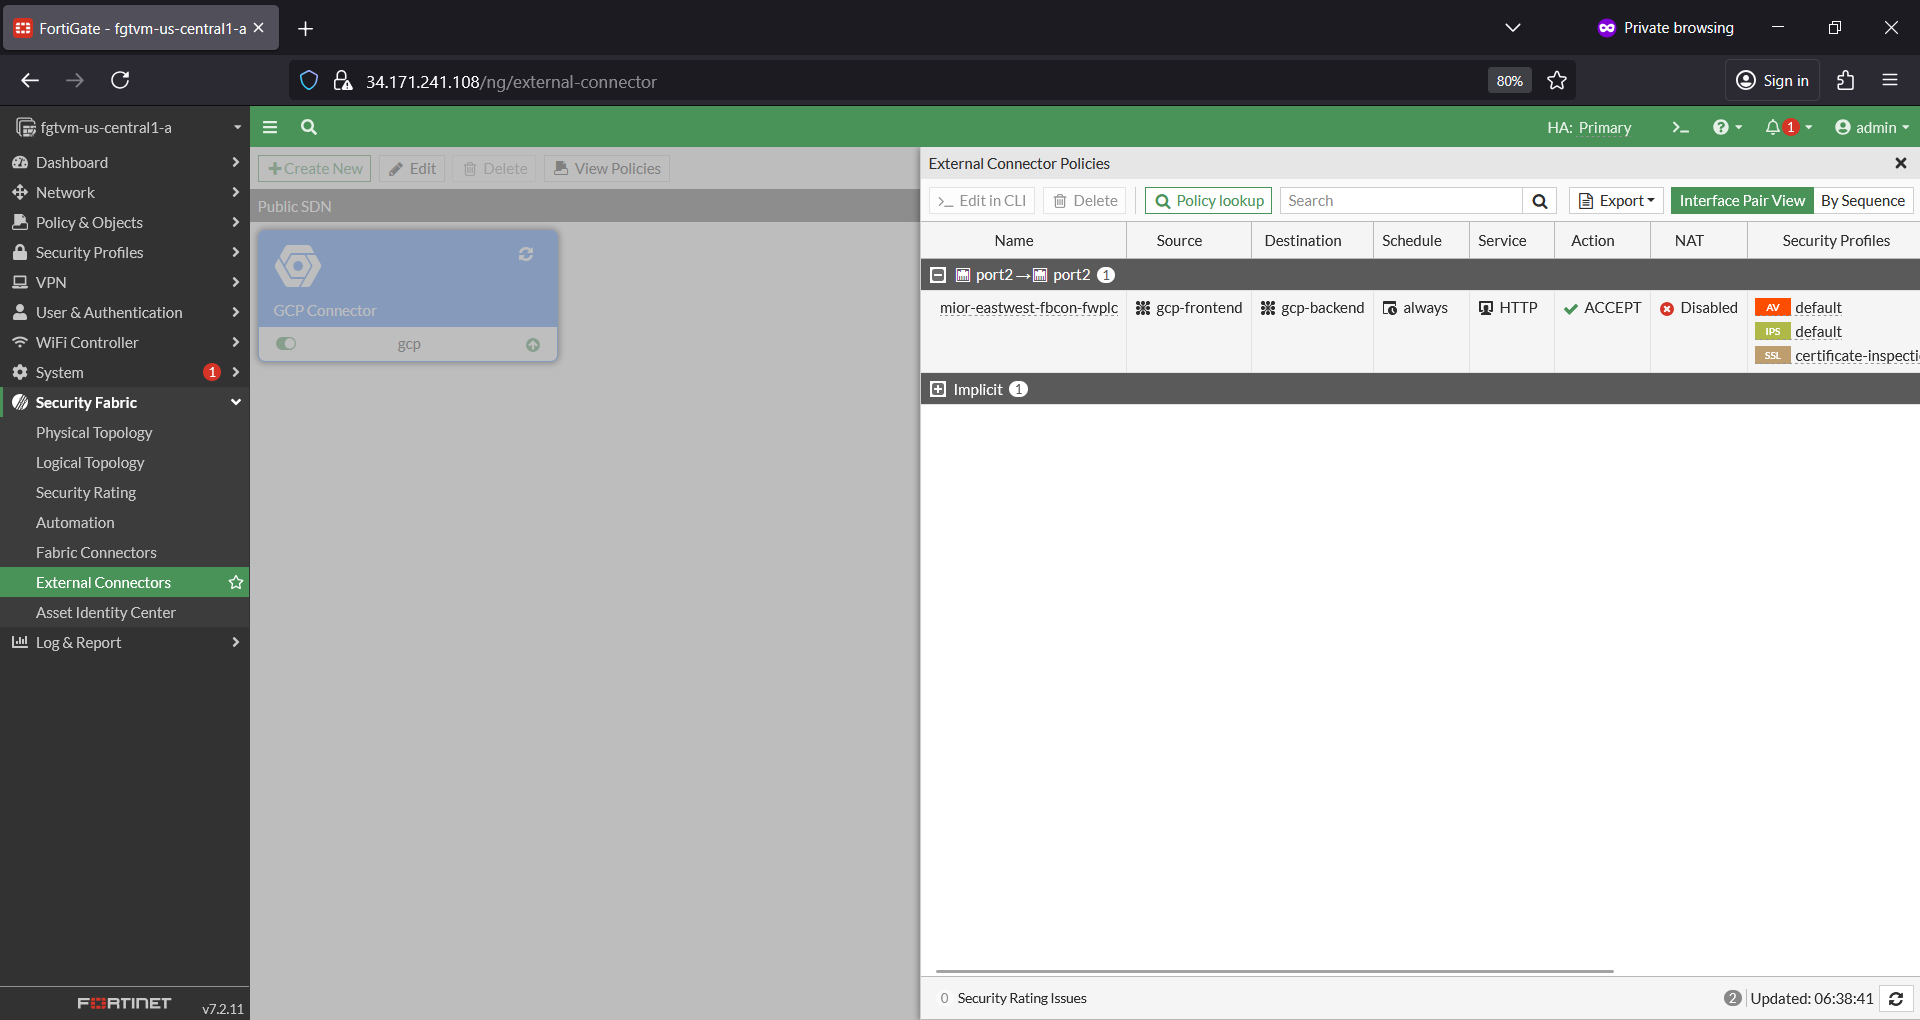 FortiGate - fgtvm-us-central1-a
Private browsing
34.171.241.108/ng/external-connector
80%
Sign in
fgtvm-us-central1-a
HA: Primary
1
admin
Dashboard
Network
Policy & Objects
Security Profiles
VPN
User & Authentication
WiFi Controller
System
1
Security Fabric
Physical Topology
Logical Topology
Security Rating
Automation
Fabric Connectors
External Connectors
Asset Identity Center
Log & Report
FORTINET
v7.2.11
Create New
Edit
Delete
View Policies
Public SDN
GCP Connector
gcp
External Connector Policies
Edit in CLI
Delete
Policy lookup
Search
Export
Interface Pair View
By Sequence
Name
Source
Destination
Schedule
Service
Action
NAT
Security Profiles
port2→port2 1
mior-eastwest-fbcon-fwplc
gcp-frontend
gcp-backend
always
HTTP
ACCEPT
Disabled
AV default
IPS default
SSL certificate-inspecti
Implicit 1
0 Security Rating Issues
2
Updated: 06:38:41